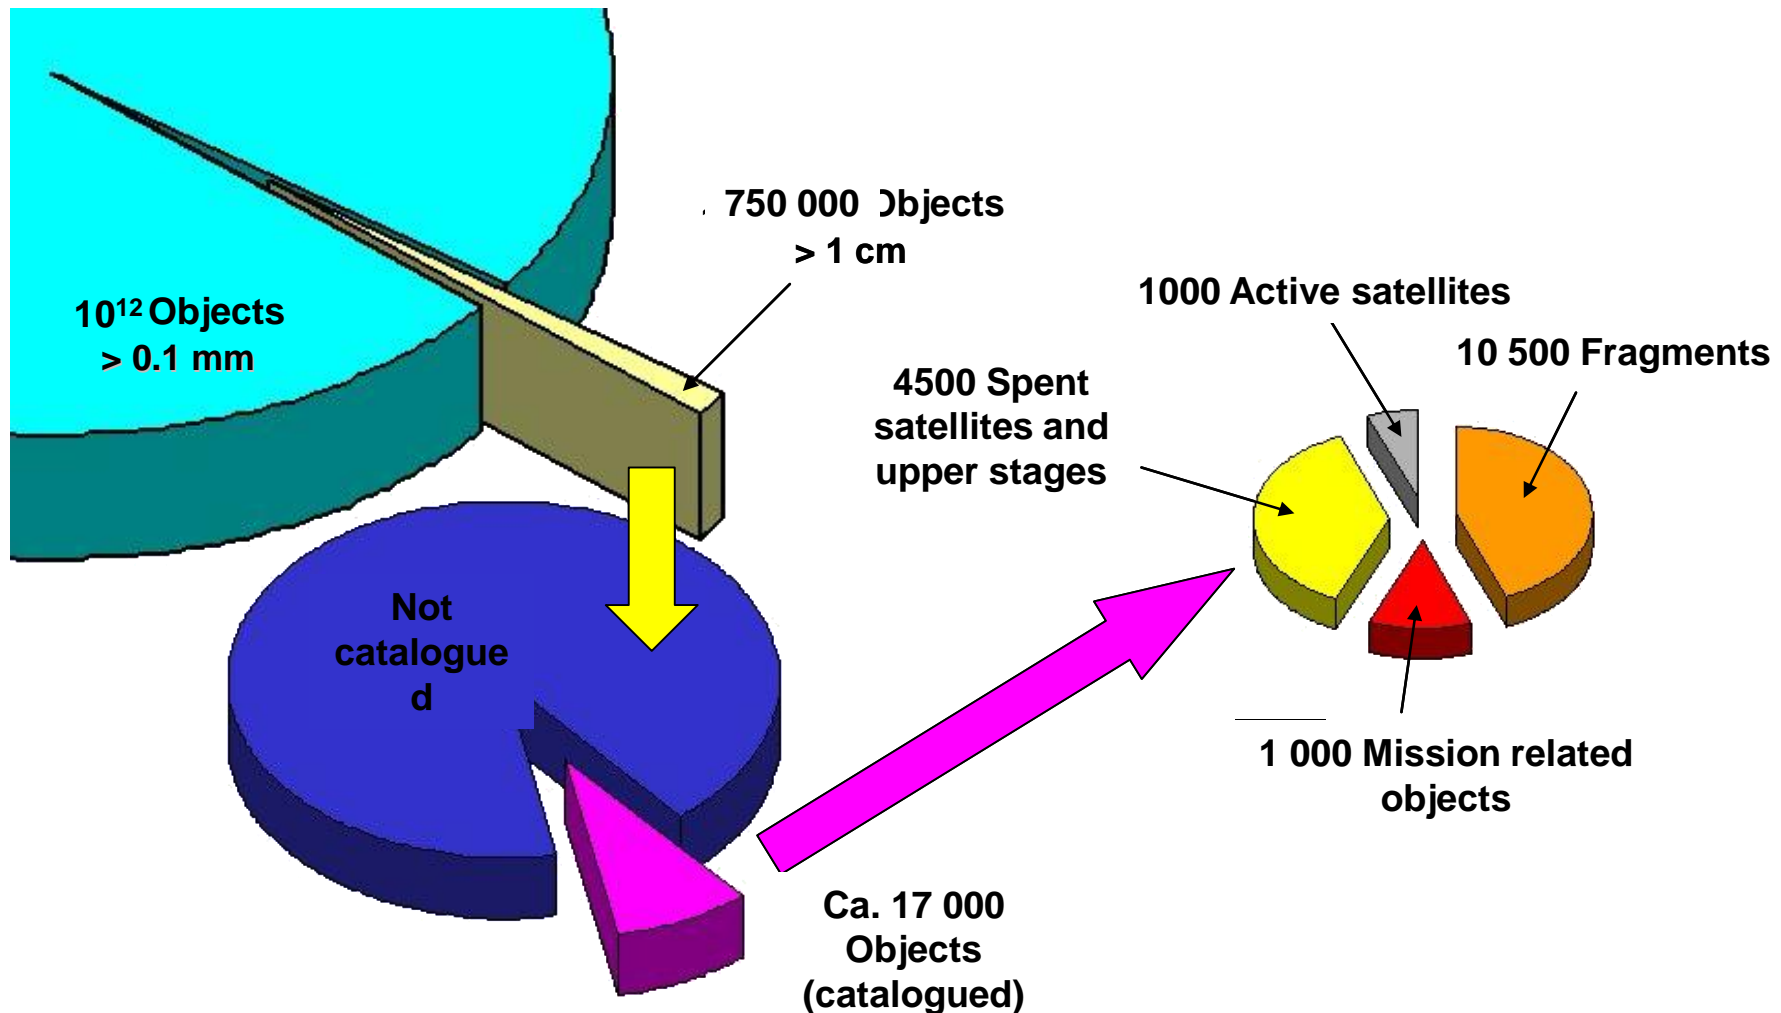 750 000 Objects
> 1 cm
10¹² Objects
> 0.1 mm
1000 Active satellites
10 500 Fragments
4500 Spent
satellites and
upper stages
Not
catalogue
d
1 000 Mission related
objects
Ca. 17 000
Objects
(catalogued)